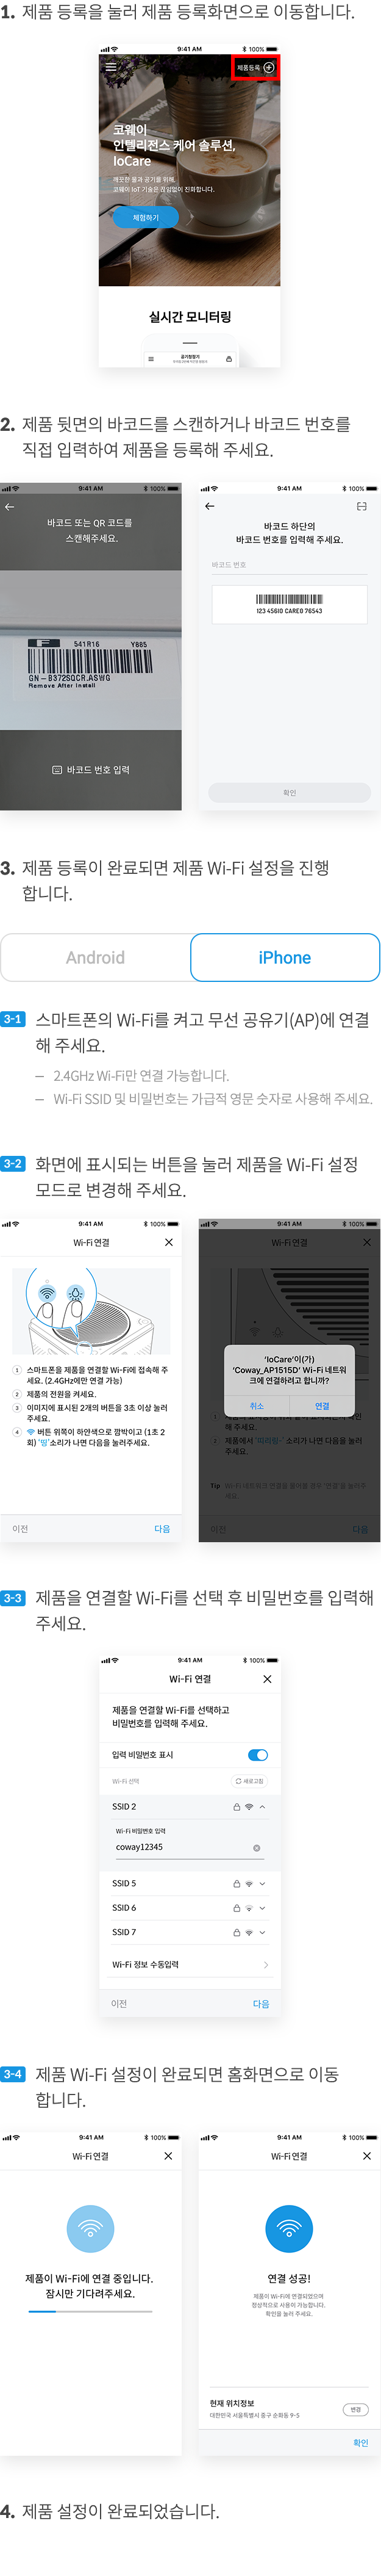 1. 제품 등록을 눌러 제품 등록화면으로 이동합니다.
9:41 AM 100%
제품등록
코웨이
인텔리전스 케어 솔루션,
IoCare
깨끗한 물과 공기를 위해,
코웨이 IoT 기술은 끊임없이 진화합니다.
체험하기
실시간 모니터링
공기청정기
2. 제품 뒷면의 바코드를 스캔하거나 바코드 번호를
직접 입력하여 제품을 등록해 주세요.
9:41 AM 100%
바코드 또는 QR 코드를
스캔해주세요.
541R16 Y885
GN-B372SQCR.ASWG
Remove After Install
바코드 번호 입력
9:41 AM 100%
바코드 하단의
바코드 번호를 입력해 주세요.
바코드 번호
123 456IO CAREO 76543
확인
3. 제품 등록이 완료되면 제품 Wi-Fi 설정을 진행
합니다.
Android
iPhone
3-1 스마트폰의 Wi-Fi를 켜고 무선 공유기(AP)에 연결
해 주세요.
– 2.4GHz Wi-Fi만 연결 가능합니다.
– Wi-Fi SSID 및 비밀번호는 가급적 영문 숫자로 사용해 주세요.
3-2 화면에 표시되는 버튼을 눌러 제품을 Wi-Fi 설정
모드로 변경해 주세요.
9:41 AM 100%
Wi-Fi 연결
1 스마트폰을 제품을 연결할 Wi-Fi에 접속해 주
세요. (2.4GHz에만 연결 가능)
2 제품의 전원을 켜세요.
3 이미지에 표시된 2개의 버튼을 3초 이상 눌러
주세요.
4 버튼 위쪽이 하얀색으로 깜박이고 (1초 2
회) '띵'소리가 나면 다음을 눌러주세요.
이전 다음
9:41 AM 100%
Wi-Fi 연결
'IoCare'이(가)
'Coway_AP1515D' Wi-Fi 네트워
크에 연결하려고 합니까?
취소 연결
해 주세요.
2 제품에서 '띠리링~' 소리가 나면 다음을 눌러
주세요.
Tip Wi-Fi 네트워크 연결을 물어볼 경우 '연결'을 눌러주
세요.
이전 다음
3-3 제품을 연결할 Wi-Fi를 선택 후 비밀번호를 입력해
주세요.
9:41 AM 100%
Wi-Fi 연결
제품을 연결할 Wi-Fi를 선택하고
비밀번호를 입력해 주세요.
입력 비밀번호 표시
Wi-Fi 선택 새로고침
SSID 2
Wi-Fi 비밀번호 입력
coway12345
SSID 5
SSID 6
SSID 7
Wi-Fi 정보 수동입력
이전 다음
3-4 제품 Wi-Fi 설정이 완료되면 홈화면으로 이동
합니다.
9:41 AM 100%
Wi-Fi 연결
제품이 Wi-Fi에 연결 중입니다.
잠시만 기다려주세요.
9:41 AM 100%
Wi-Fi 연결
연결 성공!
제품이 Wi-Fi에 연결되었으며
정상적으로 사용이 가능합니다.
확인을 눌러 주세요.
현재 위치정보
대한민국 서울특별시 중구 순화동 9-5
변경
확인
4. 제품 설정이 완료되었습니다.